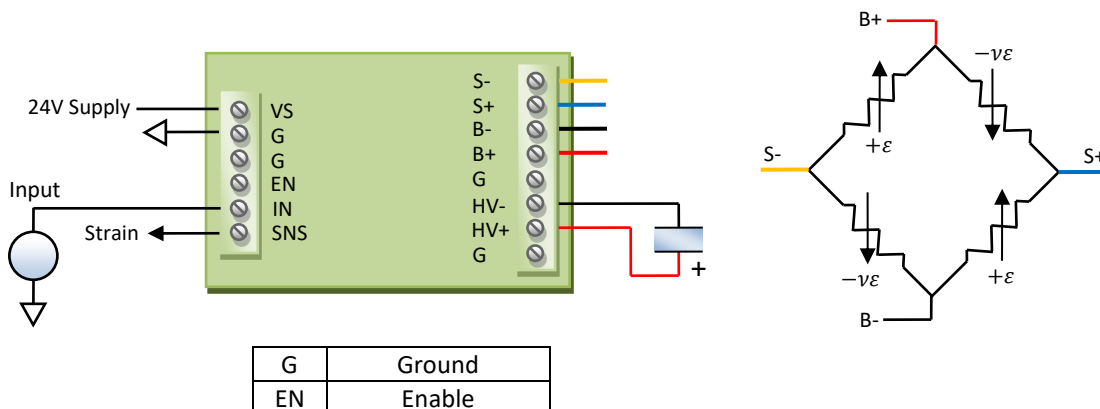 24V Supply
VS
G
G
EN
Input
IN
Strain
SNS
S-
S+
B-
B+
G
HV-
HV+
G
+
B+
−νε
+ε
S-
S+
−νε
+ε
B-
G Ground
EN Enable